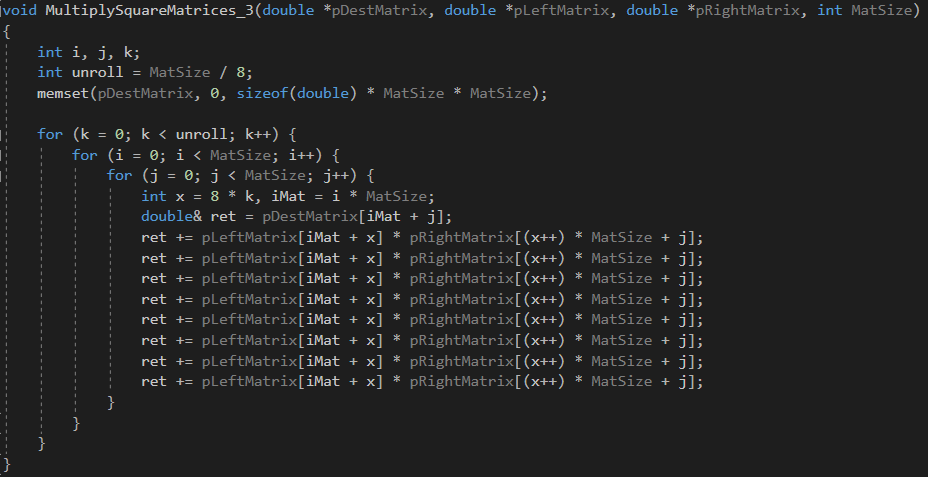 void MultiplySquareMatrices_3(double *pDestMatrix, double *pLeftMatrix, double *pRightMatrix, int MatSize)
{
    int i, j, k;
    int unroll = MatSize / 8;
    memset(pDestMatrix, 0, sizeof(double) * MatSize * MatSize);

    for (k = 0; k < unroll; k++) {
        for (i = 0; i < MatSize; i++) {
            for (j = 0; j < MatSize; j++) {
                int x = 8 * k, iMat = i * MatSize;
                double& ret = pDestMatrix[iMat + j];
                ret += pLeftMatrix[iMat + x] * pRightMatrix[(x++) * MatSize + j];
                ret += pLeftMatrix[iMat + x] * pRightMatrix[(x++) * MatSize + j];
                ret += pLeftMatrix[iMat + x] * pRightMatrix[(x++) * MatSize + j];
                ret += pLeftMatrix[iMat + x] * pRightMatrix[(x++) * MatSize + j];
                ret += pLeftMatrix[iMat + x] * pRightMatrix[(x++) * MatSize + j];
                ret += pLeftMatrix[iMat + x] * pRightMatrix[(x++) * MatSize + j];
                ret += pLeftMatrix[iMat + x] * pRightMatrix[(x++) * MatSize + j];
                ret += pLeftMatrix[iMat + x] * pRightMatrix[(x++) * MatSize + j];
            }
        }
    }
}